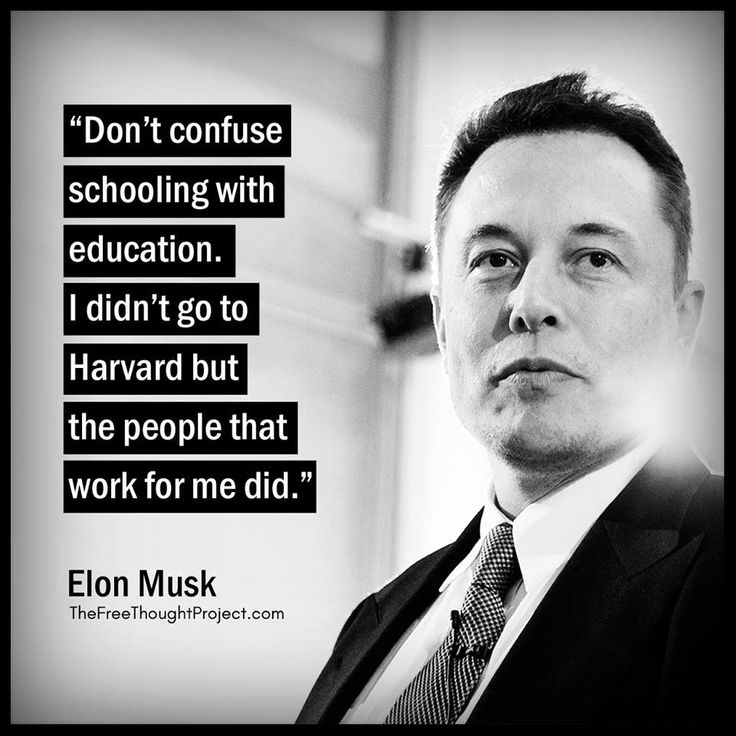 “Don’t confuse
schooling with
education.
I didn’t go to
Harvard but
the people that
work for me did.”
Elon Musk
TheFreeThoughtProject.com